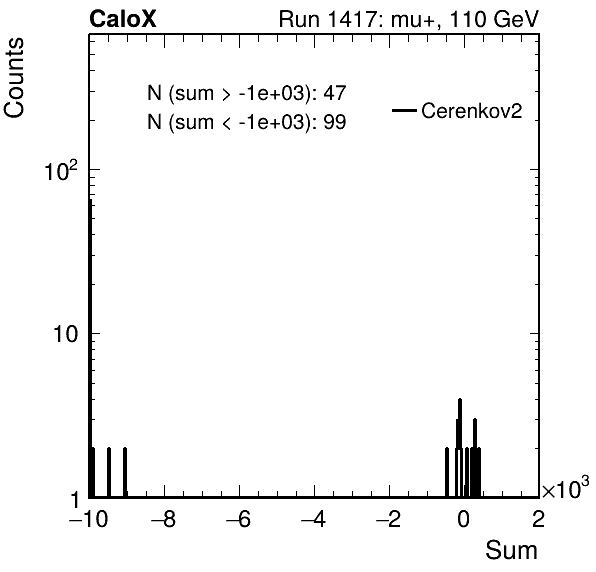 CaloX Run 1417: mu+, 110 GeV
Counts
N (sum > -1e+03): 47
N (sum < -1e+03): 99
Cerenkov2
10²
10
1
−10 −8 −6 −4 −2 0 2
×10³
Sum